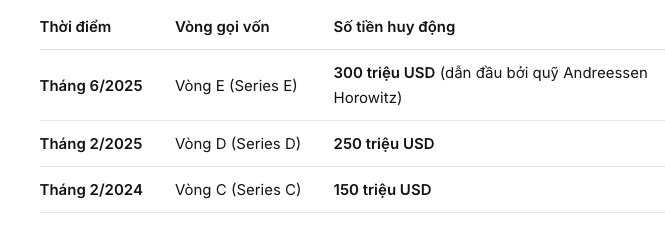 Thời điểm Vòng gọi vốn Số tiền huy động
Tháng 6/2025 Vòng E (Series E) 300 triệu USD (dẫn đầu bởi quỹ Andreessen
Horowitz)
Tháng 2/2025 Vòng D (Series D) 250 triệu USD
Tháng 2/2024 Vòng C (Series C) 150 triệu USD